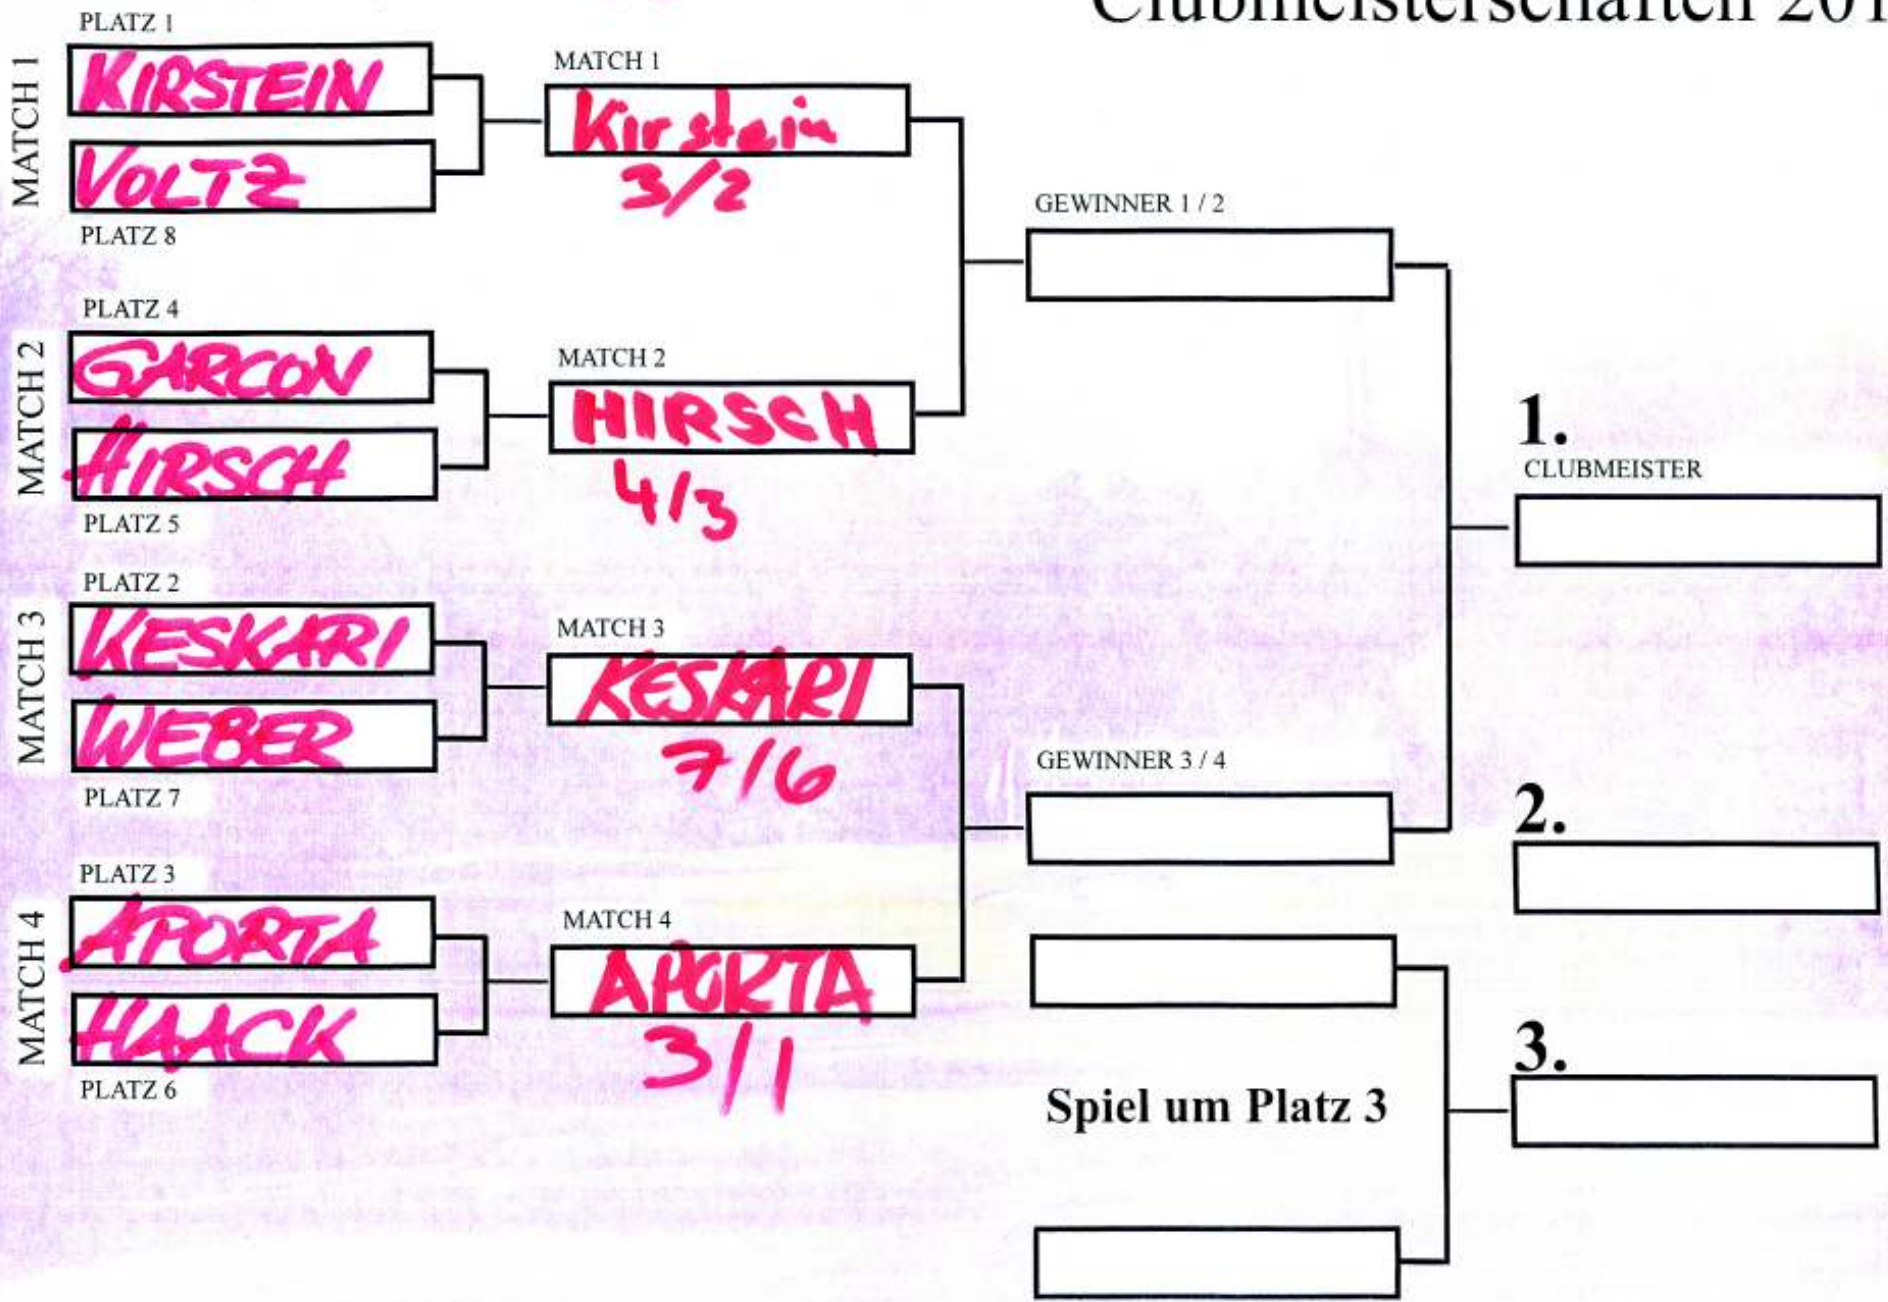 Clubmeisterschaften 201
PLATZ 1
MATCH 1
KIRSTEIN
VOLTZ
PLATZ 8
MATCH 1
Kirstein
3/2
PLATZ 4
MATCH 2
GARCON
HIRSCH
PLATZ 5
MATCH 2
HIRSCH
4/3
GEWINNER 1 / 2
PLATZ 2
MATCH 3
KESKARI
WEBER
PLATZ 7
MATCH 3
KESKARI
7/6
PLATZ 3
MATCH 4
APORTA
HAACK
PLATZ 6
MATCH 4
APORTA
3/1
GEWINNER 3 / 4
Spiel um Platz 3
1.
CLUBMEISTER
2.
3.